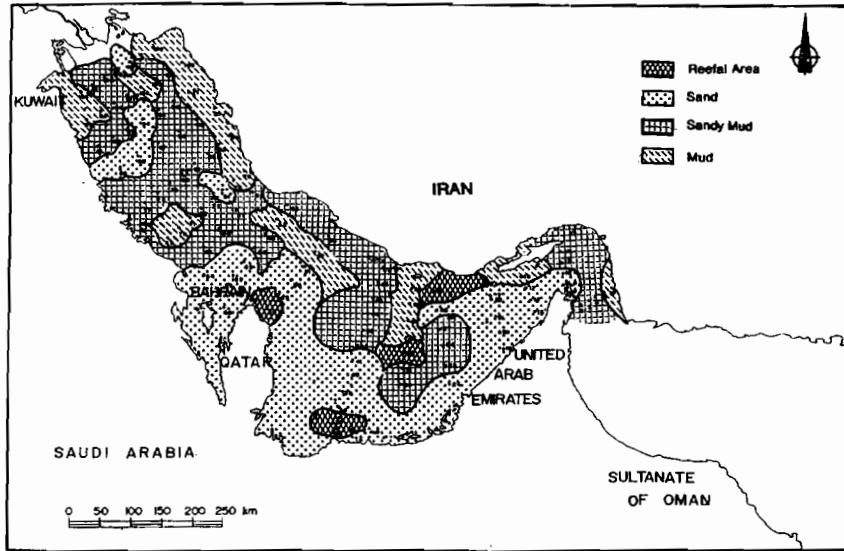 Reefal Area
Sand
Sandy Mud
Mud
KUWAIT
IRAN
BAHRAIN
QATAR
UNITED
ARAB
EMIRATES
SAUDI ARABIA
SULTANATE
OF OMAN
0 50 100 150 200 250 km